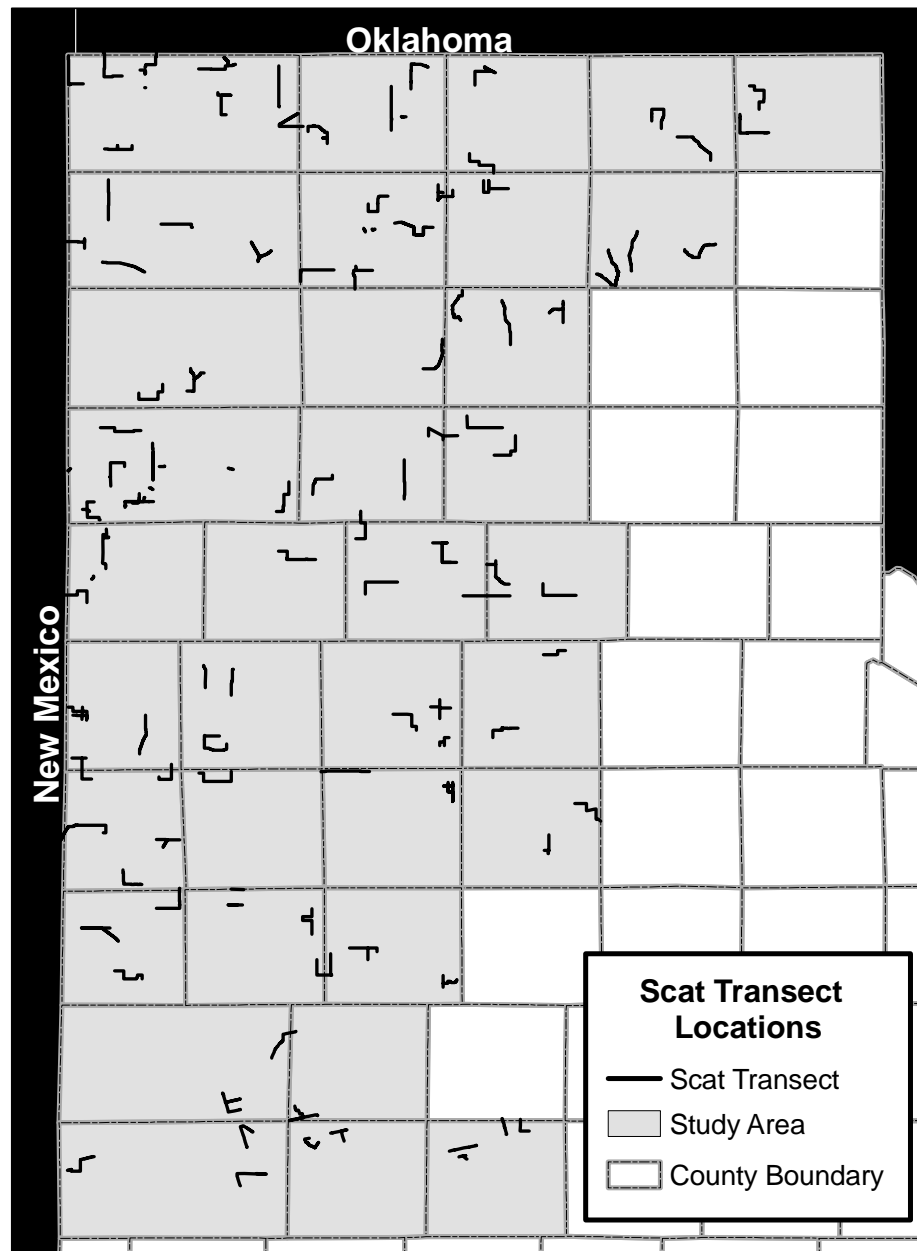 Oklahoma
New Mexico
Scat Transect
Locations
Scat Transect
Study Area
County Boundary